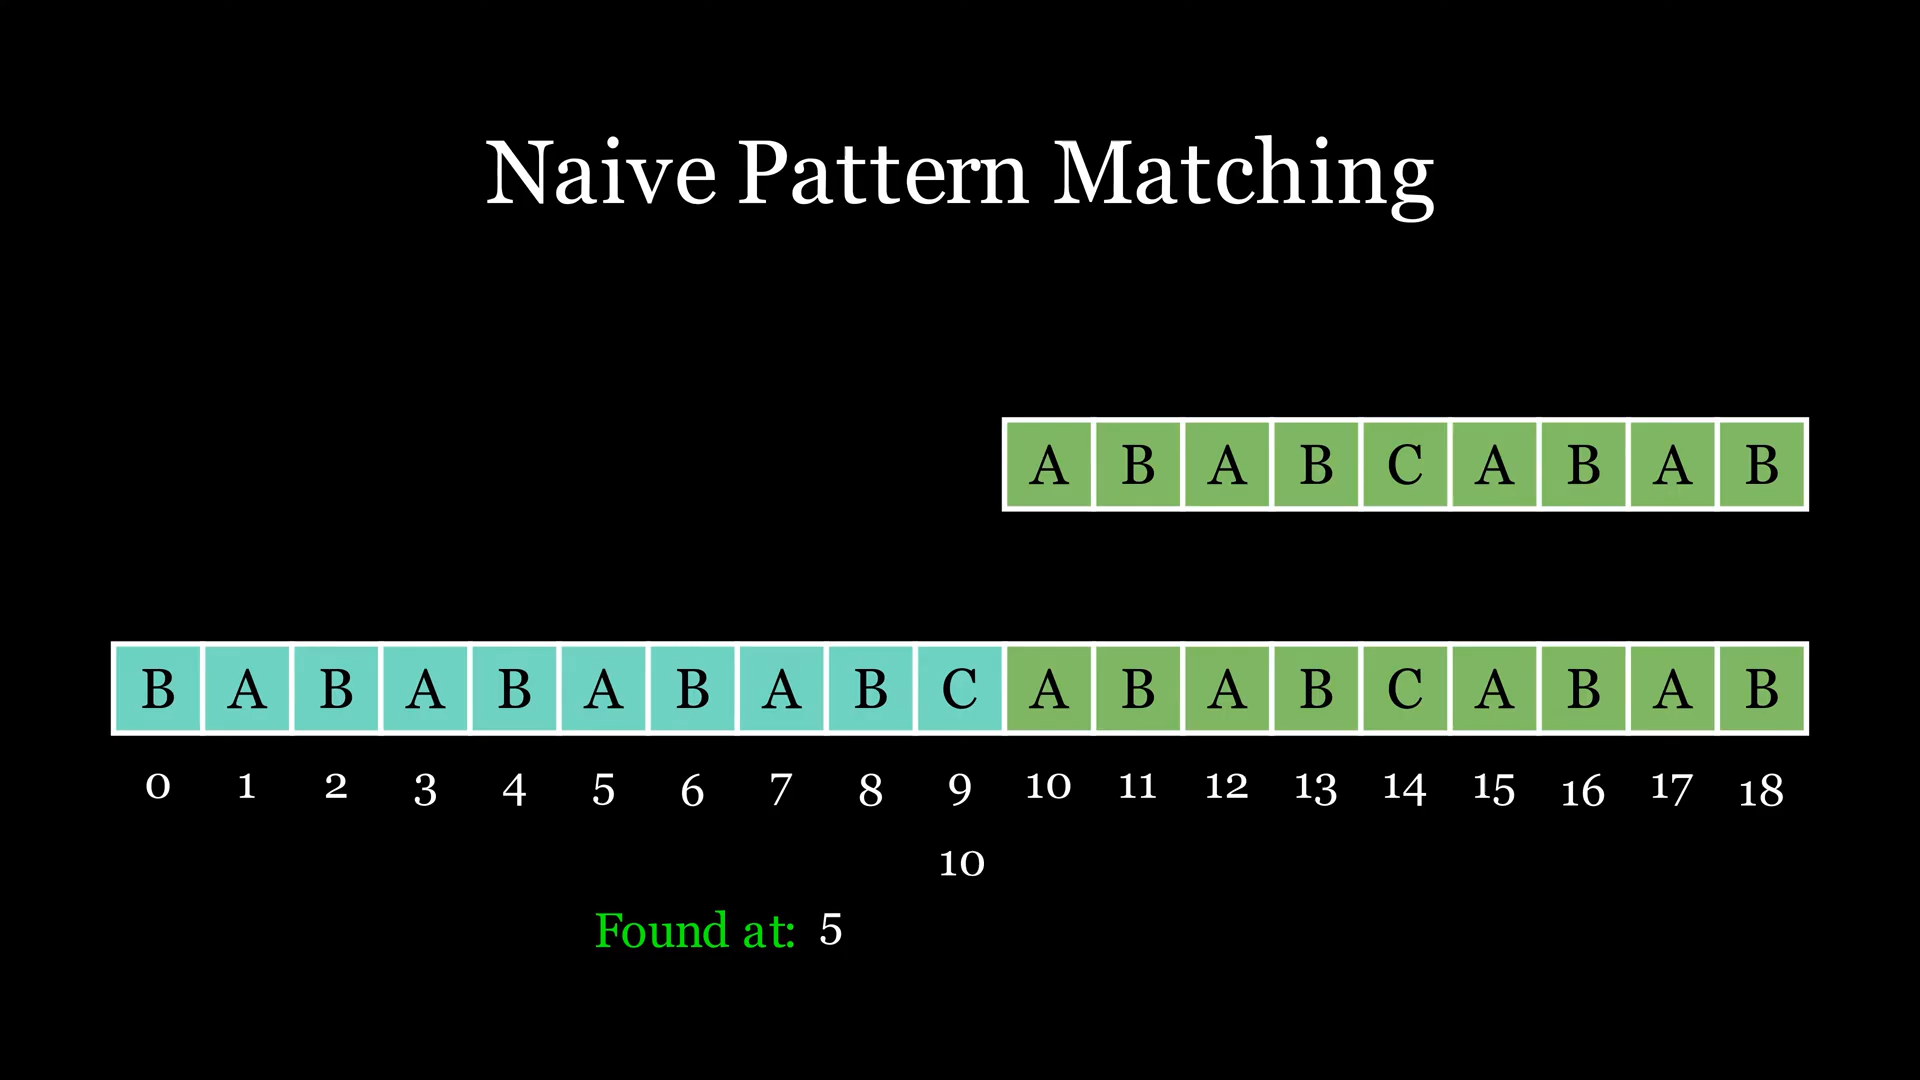 Naive Pattern Matching
A B A B C A B A B
B A B A B A B A B C A B A B C A B A B
0 1 2 3 4 5 6 7 8 9 10 11 12 13 14 15 16 17 18
10
Found at: 5